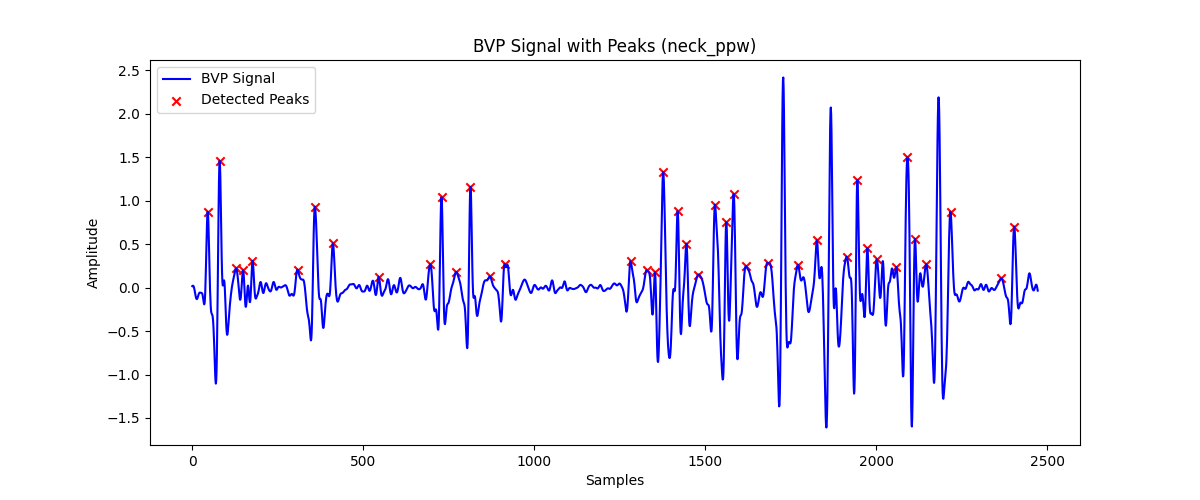 BVP Signal with Peaks (neck_ppw)
BVP Signal
Detected Peaks
Amplitude
2.5
2.0
1.5
1.0
0.5
0.0
−0.5
−1.0
−1.5
0 500 1000 1500 2000 2500
Samples